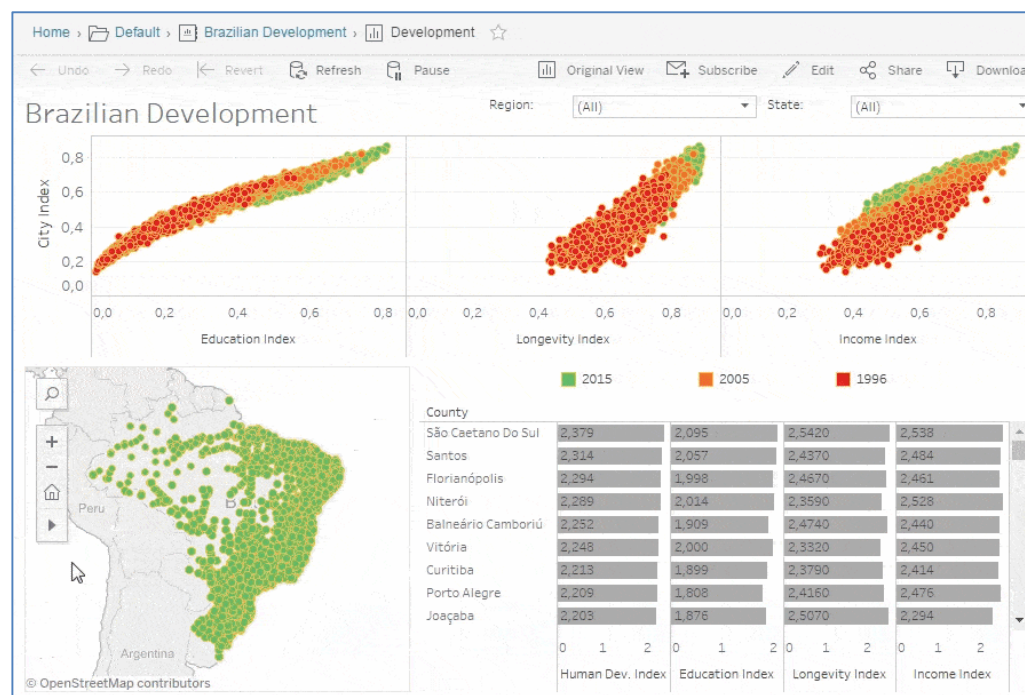 Home › Default › Brazilian Development › Development
Undo Redo Revert Refresh Pause Original View Subscribe Edit Share Downloa
Brazilian Development
Region: (All) State: (All)
City Index
0,8
0,6
0,4
0,2
0,0
0,0 0,2 0,4 0,6 0,8 0,0 0,2 0,4 0,6 0,8 0,0 0,2 0,4 0,6 0,8
Education Index Longevity Index Income Index
2015 2005 1996
Peru
B
Argentina
© OpenStreetMap contributors
County
São Caetano Do Sul 2,379 2,095 2,5420 2,538
Santos 2,314 2,057 2,4370 2,484
Florianópolis 2,294 1,998 2,4670 2,461
Niterói 2,289 2,014 2,3590 2,528
Balneário Camboriú 2,252 1,909 2,4740 2,440
Vitória 2,248 2,000 2,3320 2,450
Curitiba 2,213 1,899 2,3790 2,414
Porto Alegre 2,209 1,808 2,4160 2,476
Joaçaba 2,203 1,876 2,5070 2,294
0 1 2 0 1 2 0 1 2 0 1 2
Human Dev. Index Education Index Longevity Index Income Index